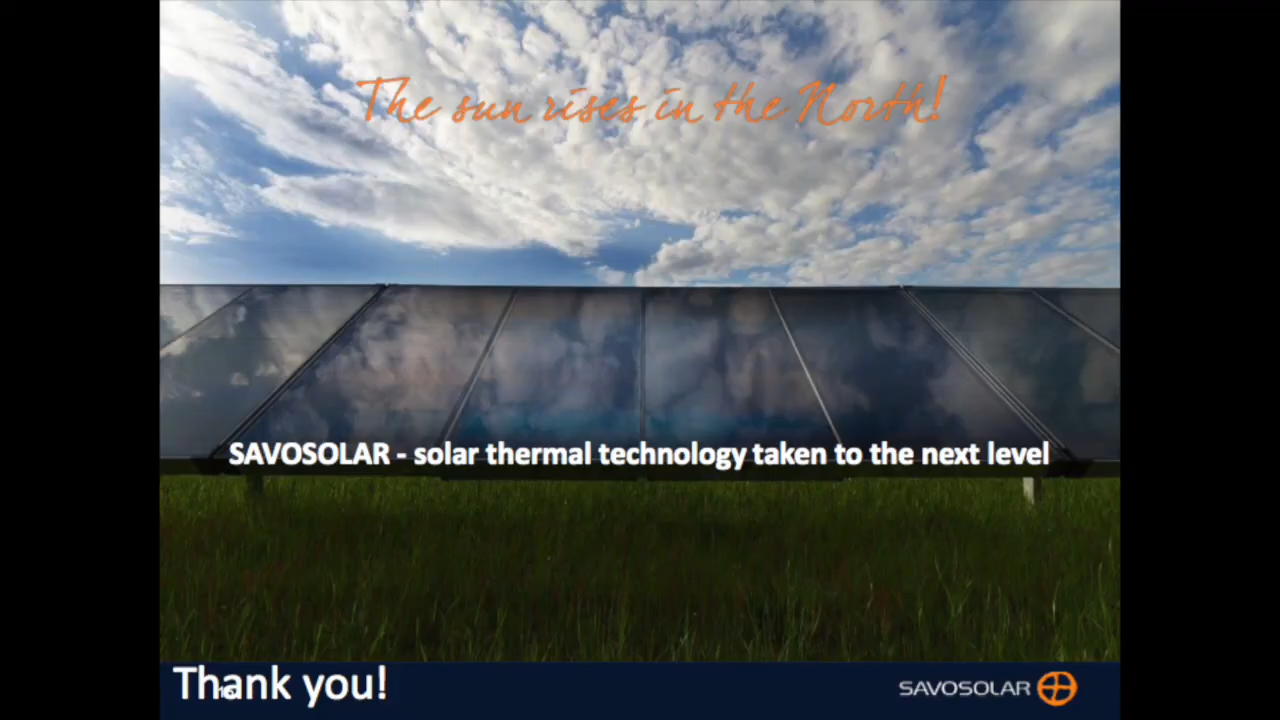 The sun rises in the North!
SAVOSOLAR - solar thermal technology taken to the next level
Thank you!
SAVOSOLAR